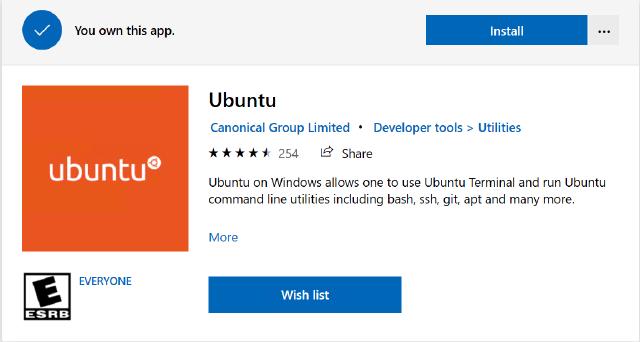 You own this app.
Install
...
Ubuntu
Canonical Group Limited • Developer tools > Utilities
254
Share
ubuntu
Ubuntu on Windows allows one to use Ubuntu Terminal and run Ubuntu
command line utilities including bash, ssh, git, apt and many more.
More
E
ESRB
EVERYONE
Wish list